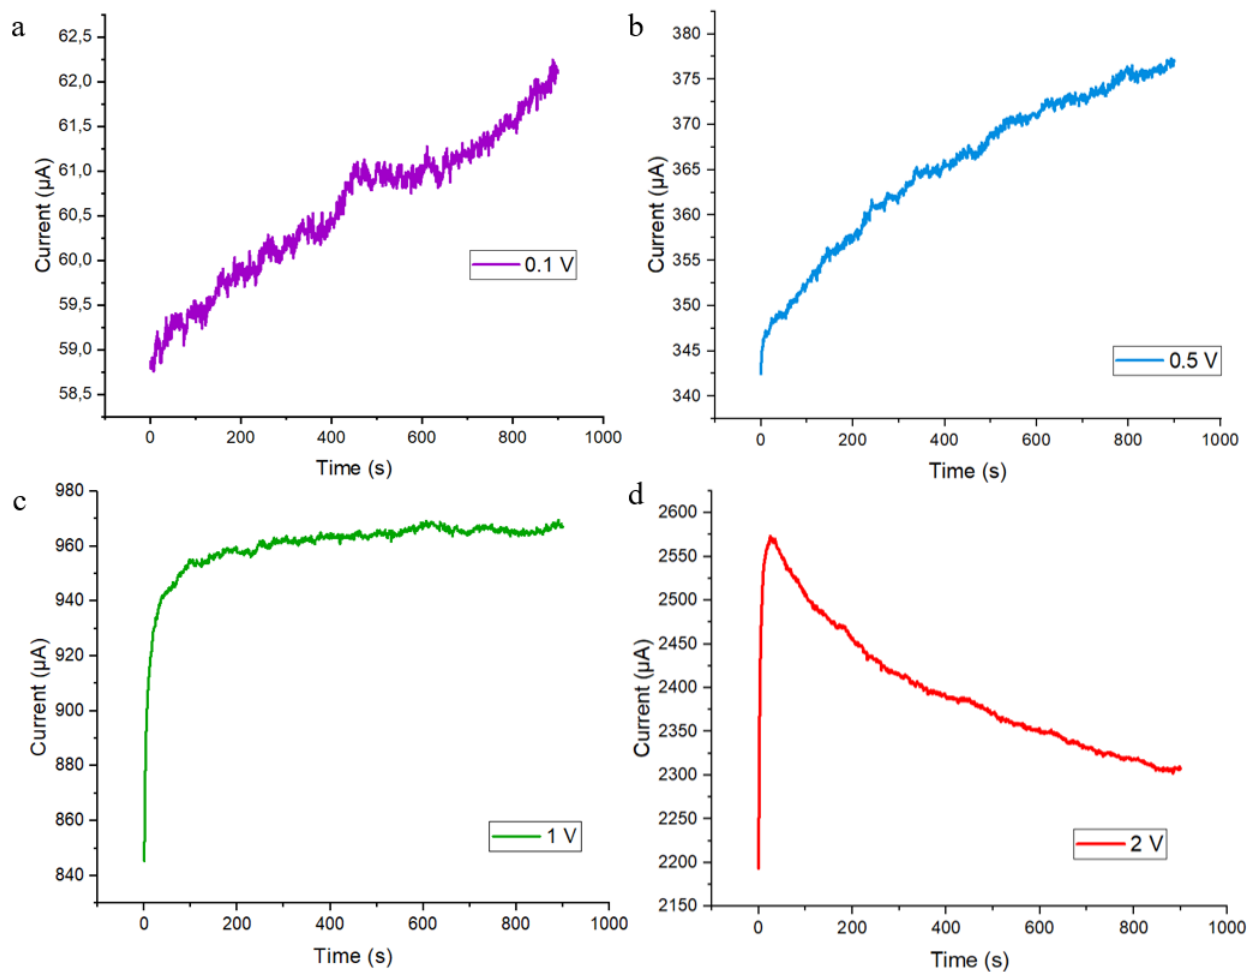 a
62,5
62,0
61,5
61,0
60,5
60,0
59,5
59,0
58,5
Current (µA)
0.1 V
0 200 400 600 800 1000
Time (s)
b
380
375
370
365
360
355
350
345
340
Current (µA)
0.5 V
0 200 400 600 800 1000
Time (s)
c
980
960
940
920
900
880
860
840
Current (µA)
1 V
0 200 400 600 800 1000
Time (s)
d
2600
2550
2500
2450
2400
2350
2300
2250
2200
2150
Current (µA)
2 V
0 200 400 600 800 1000
Time (s)